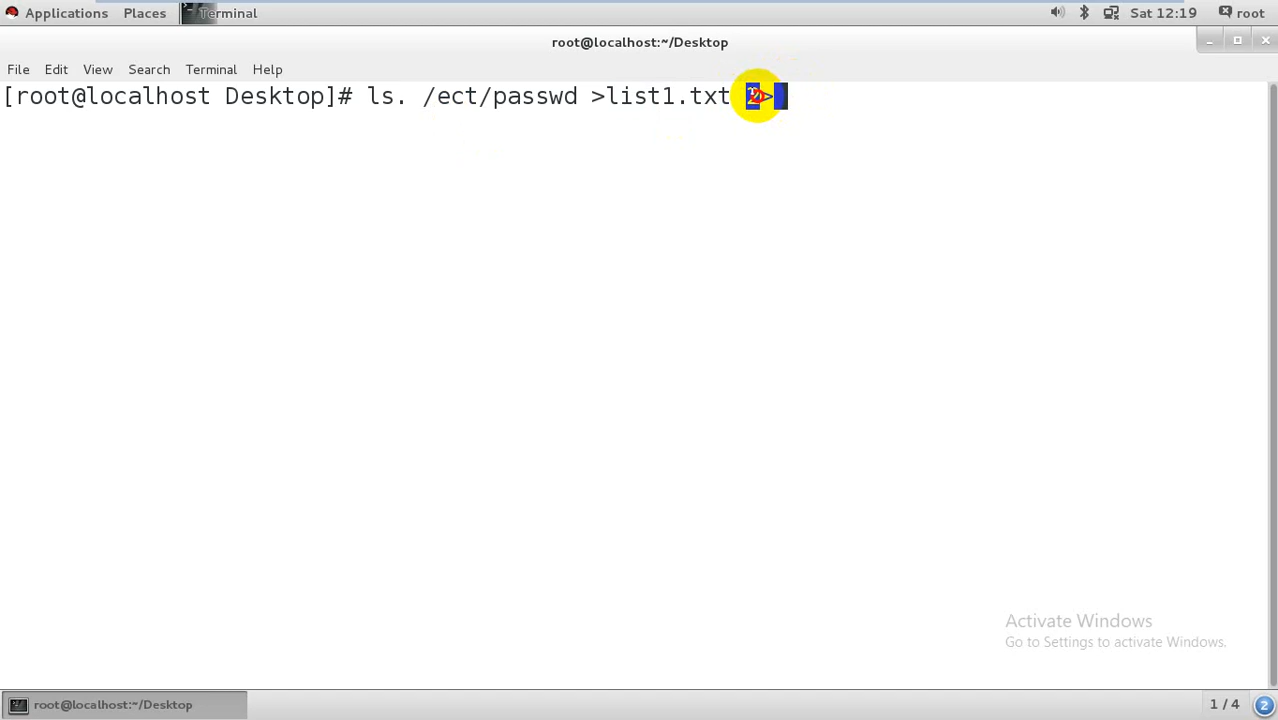 Applications Places Terminal Sat 12:19 root
root@localhost:~/Desktop
File Edit View Search Terminal Help
[root@localhost Desktop]# ls. /ect/passwd >list1.txt 2>
Activate Windows
Go to Settings to activate Windows.
root@localhost:~/Desktop 1 / 4 2